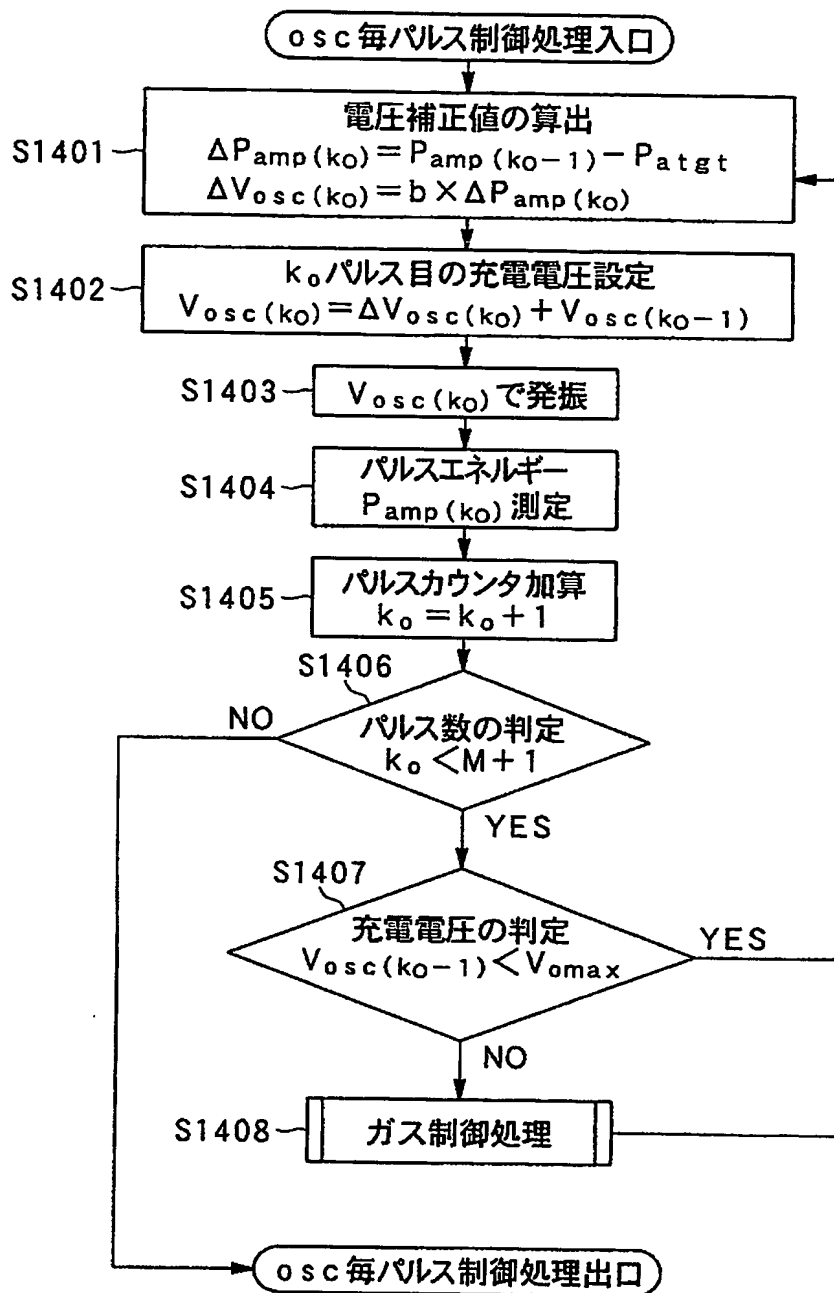 osc毎パルス制御処理入口
S1401
電圧補正値の算出
ΔPamp(ko)=Pamp(ko-1)-Patgt
ΔVosc(ko)=b×ΔPamp(ko)
S1402
koパルス目の充電電圧設定
Vosc(ko)=ΔVosc(ko)+Vosc(ko-1)
S1403
Vosc(ko)で発振
S1404
パルスエネルギー
Pamp(ko)測定
S1405
パルスカウンタ加算
ko=ko+1
S1406
NO
パルス数の判定
ko<M+1
YES
S1407
充電電圧の判定
Vosc(ko-1)<Vomax
YES
NO
S1408
ガス制御処理
osc毎パルス制御処理出口